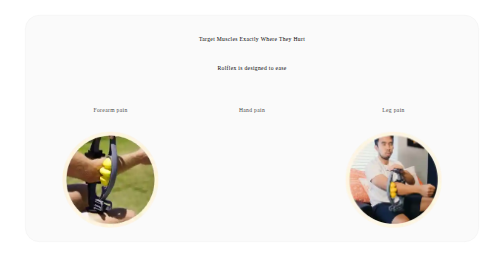 Target Muscles Exactly Where They Hurt
Rolflex is designed to ease
Forearm pain
Hand pain
Leg pain